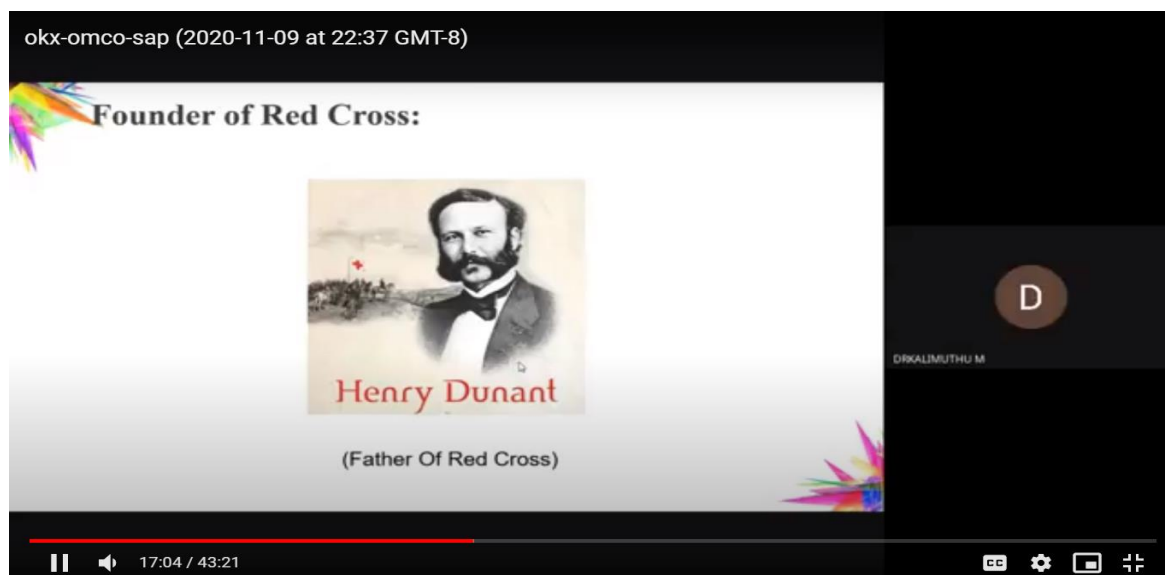 okx-omco-sap (2020-11-09 at 22:37 GMT-8)
Founder of Red Cross:
Henry Dunant
(Father Of Red Cross)
D
DRKALIMUTHU M
17:04 / 43:21
CC